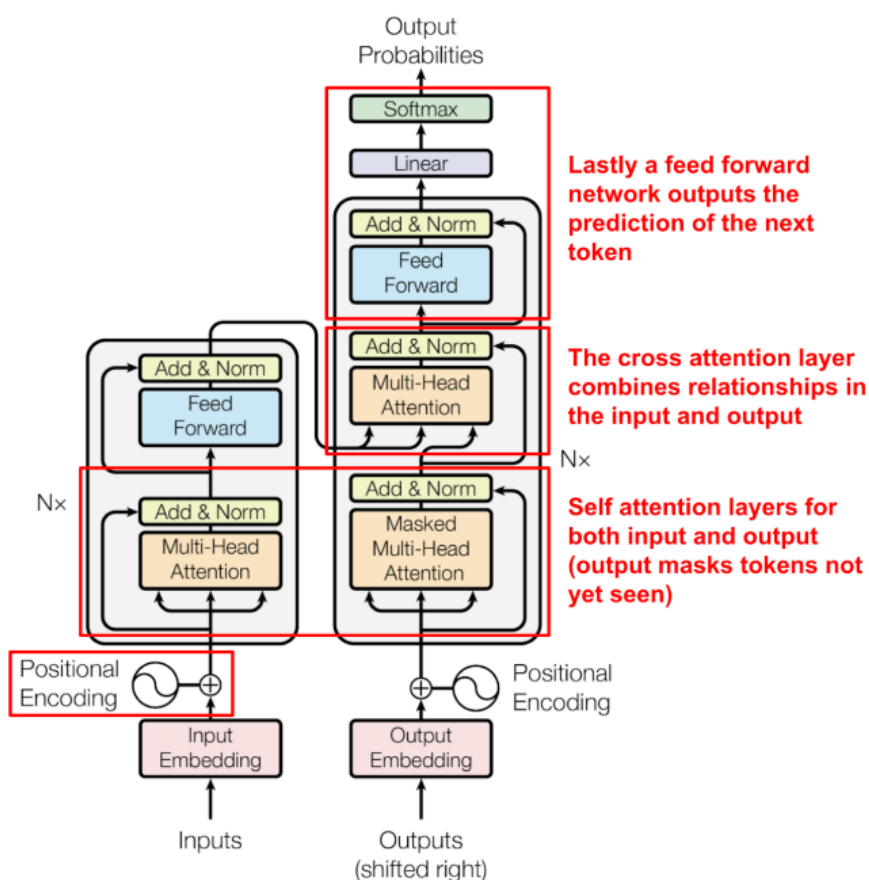 Output
Probabilities
Softmax
Linear
Lastly a feed forward
network outputs the
prediction of the next
token
Add & Norm
Feed
Forward
Add & Norm
Multi-Head
Attention
The cross attention layer
combines relationships in
the input and output
Add & Norm
Feed
Forward
N×
N×
Add & Norm
Multi-Head
Attention
Add & Norm
Masked
Multi-Head
Attention
Self attention layers for
both input and output
(output masks tokens not
yet seen)
Positional
Encoding
Positional
Encoding
Input
Embedding
Output
Embedding
Inputs
Outputs
(shifted right)